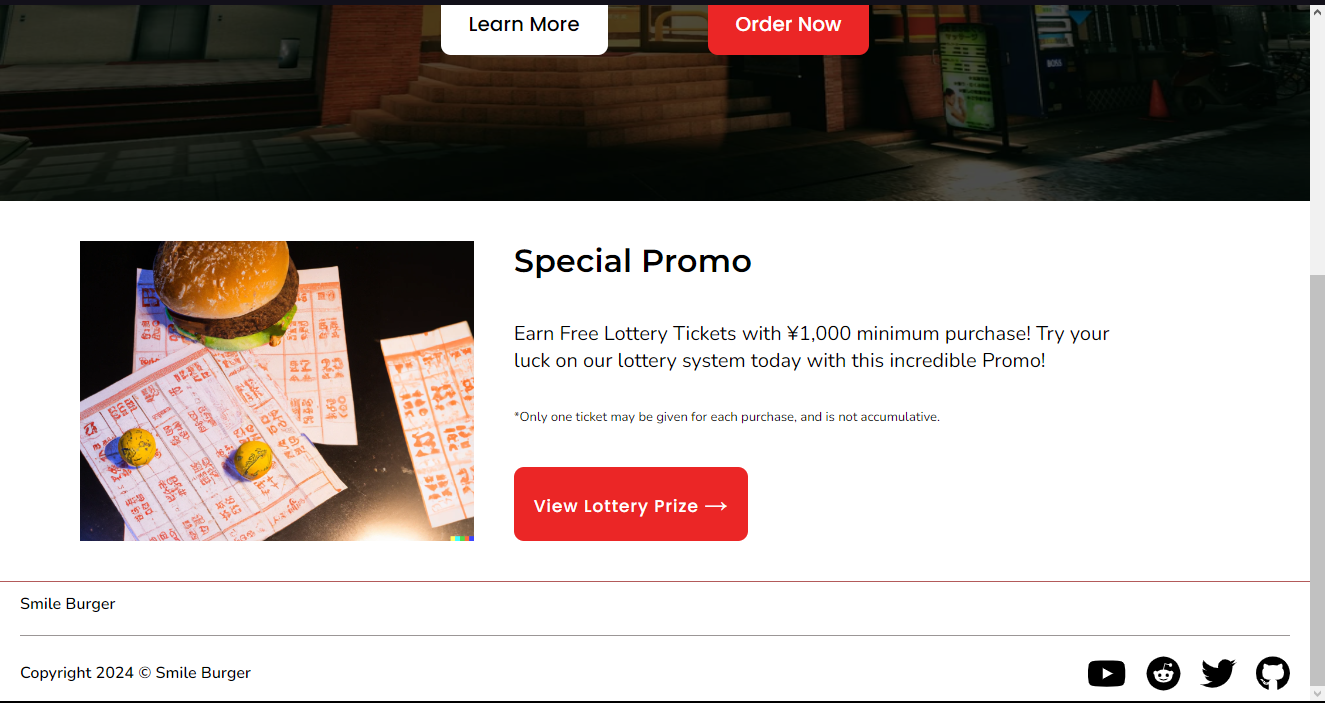 Learn More
Order Now
Special Promo
Earn Free Lottery Tickets with ¥1,000 minimum purchase! Try your
luck on our lottery system today with this incredible Promo!
*Only one ticket may be given for each purchase, and is not accumulative.
View Lottery Prize →
Smile Burger
Copyright 2024 © Smile Burger